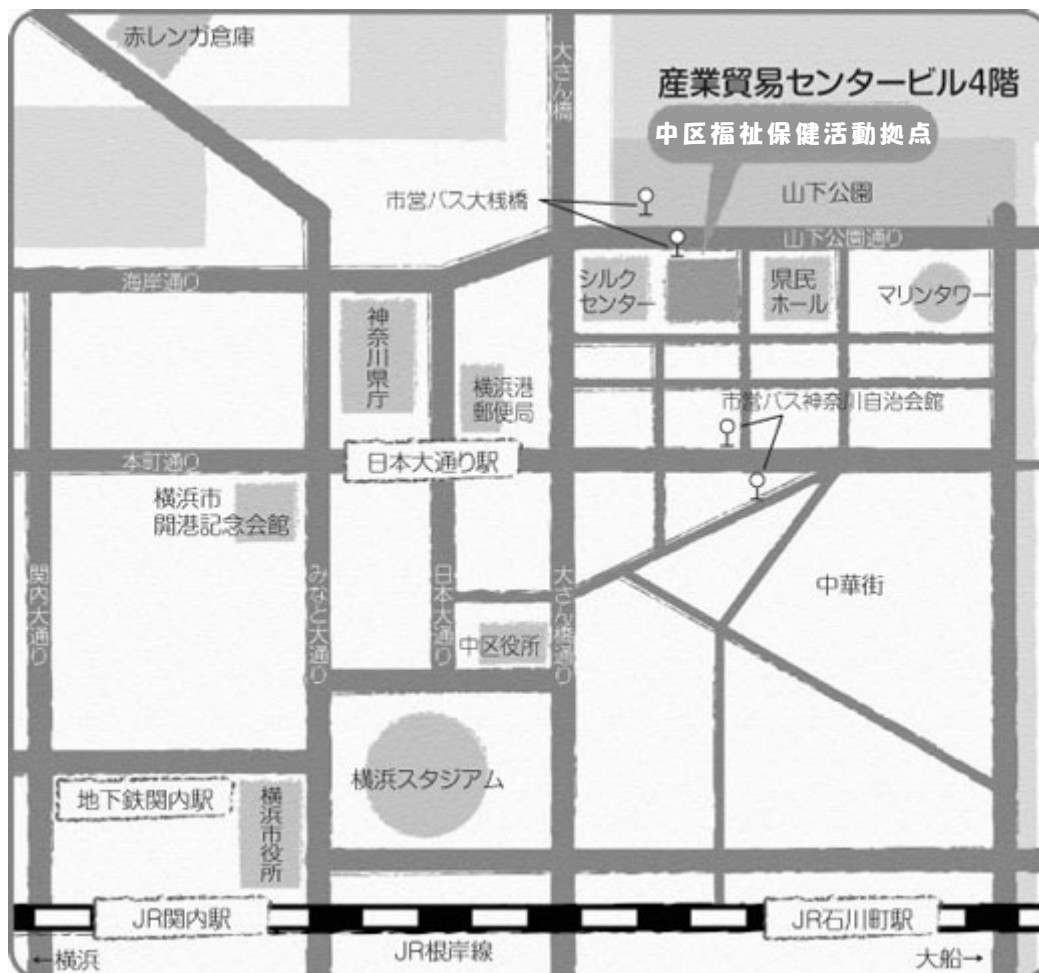 赤レンガ倉庫
大さん橋
産業貿易センタービル4階
中区福祉保健活動拠点
市営バス大桟橋
山下公園
山下公園通り
海岸通り
シルク
センター
県民
ホール
マリンタワー
神奈川県庁
横浜港
郵便局
市営バス神奈川自治会館
本町通り
日本大通り駅
横浜市
開港記念会館
関内大通り
みなと大通り
日本大通り
大さん橋通り
中華街
中区役所
横浜スタジアム
地下鉄関内駅
横浜市役所
JR関内駅
JR石川町駅
←横浜
JR根岸線
大船→